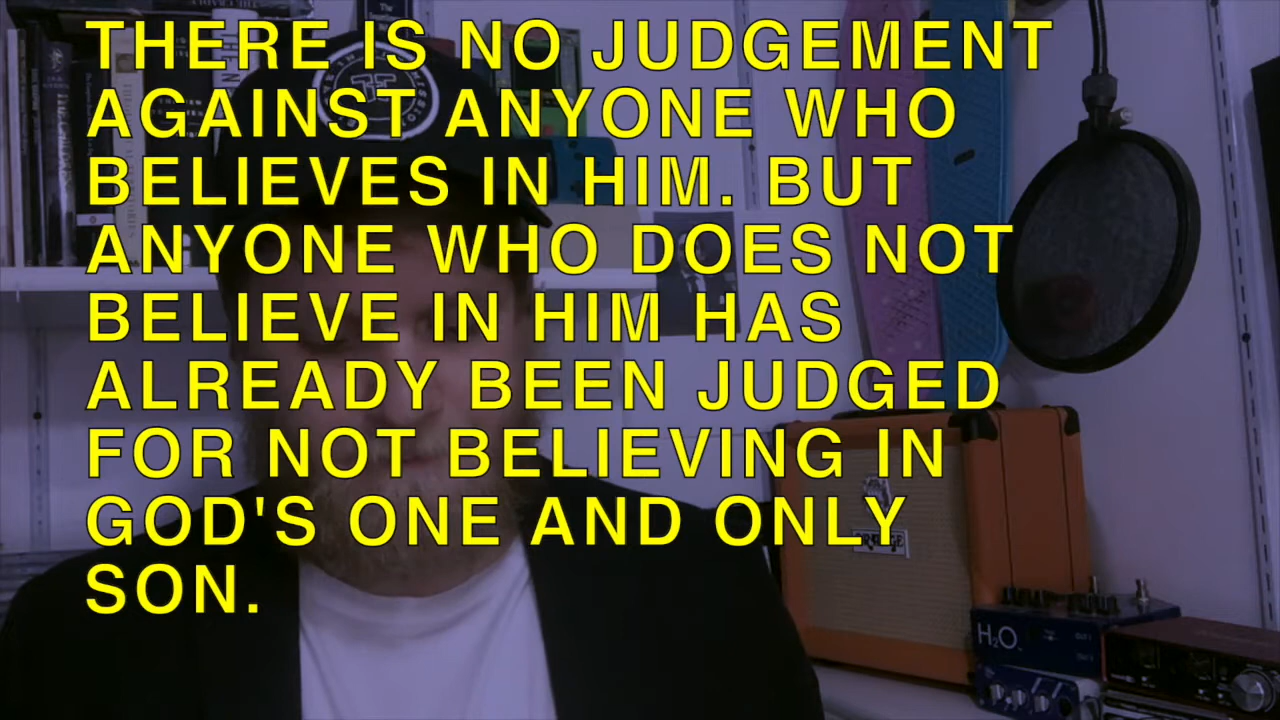 THERE IS NO JUDGEMENT
AGAINST ANYONE WHO
BELIEVES IN HIM. BUT
ANYONE WHO DOES NOT
BELIEVE IN HIM HAS
ALREADY BEEN JUDGED
FOR NOT BELIEVING IN
GOD'S ONE AND ONLY
SON.
H2O